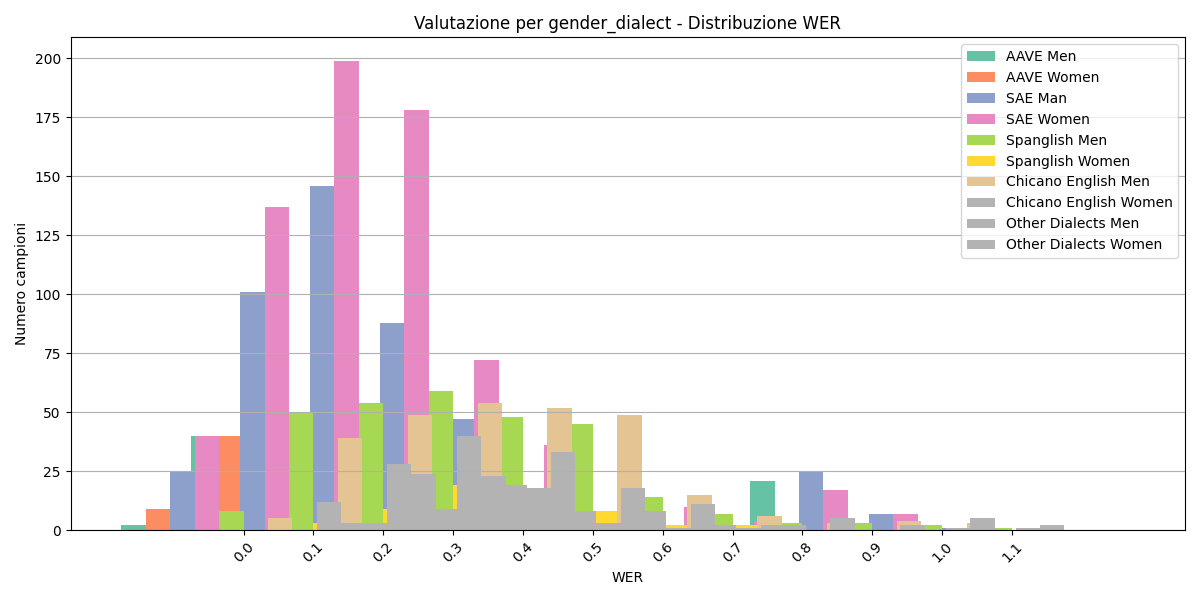 Valutazione per gender_dialect - Distribuzione WER
Numero campioni
200
175
150
125
100
75
50
25
0
AAVE Men
AAVE Women
SAE Man
SAE Women
Spanglish Men
Spanglish Women
Chicano English Men
Chicano English Women
Other Dialects Men
Other Dialects Women
0.0
0.1
0.2
0.3
0.4
0.5
0.6
0.7
0.8
0.9
1.0
1.1
WER